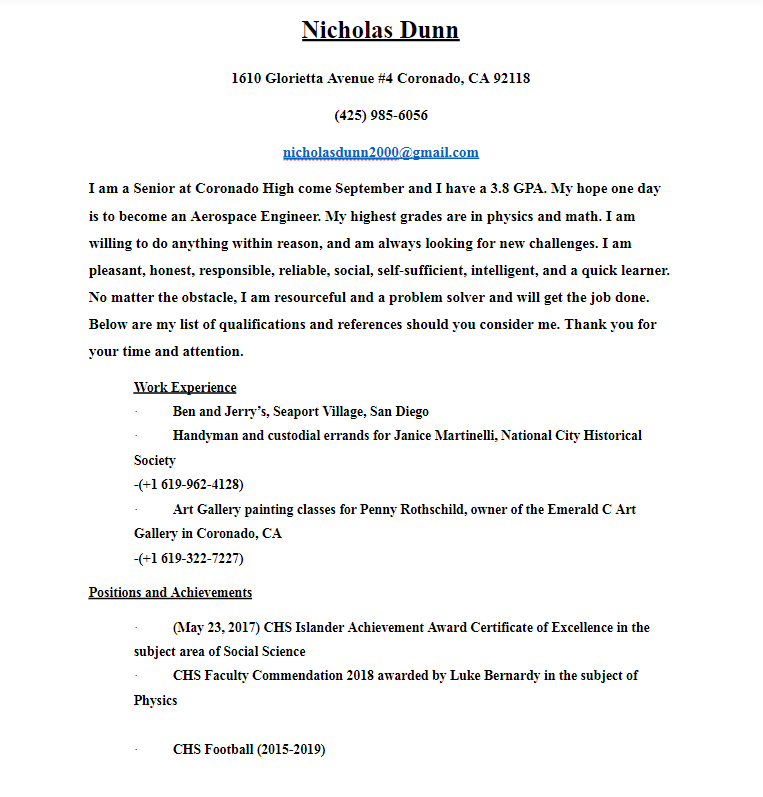 Nicholas Dunn
1610 Glorietta Avenue #4 Coronado, CA 92118
(425) 985-6056
nicholasdunn2000@gmail.com
I am a Senior at Coronado High come September and I have a 3.8 GPA. My hope one day
is to become an Aerospace Engineer. My highest grades are in physics and math. I am
willing to do anything within reason, and am always looking for new challenges. I am
pleasant, honest, responsible, reliable, social, self-sufficient, intelligent, and a quick learner.
No matter the obstacle, I am resourceful and a problem solver and will get the job done.
Below are my list of qualifications and references should you consider me. Thank you for
your time and attention.
Work Experience
· Ben and Jerry’s, Seaport Village, San Diego
· Handyman and custodial errands for Janice Martinelli, National City Historical
Society
-(+1 619-962-4128)
· Art Gallery painting classes for Penny Rothschild, owner of the Emerald C Art
Gallery in Coronado, CA
-(+1 619-322-7227)
Positions and Achievements
· (May 23, 2017) CHS Islander Achievement Award Certificate of Excellence in the
subject area of Social Science
· CHS Faculty Commendation 2018 awarded by Luke Bernardy in the subject of
Physics
· CHS Football (2015-2019)